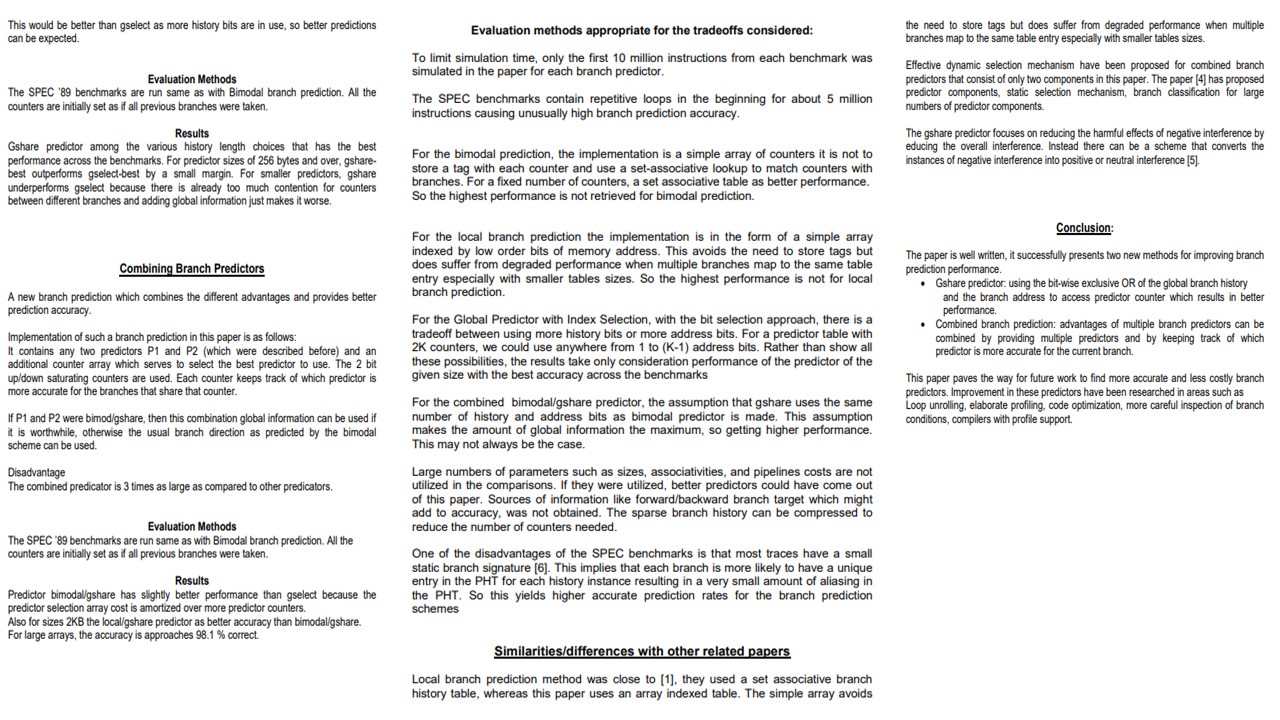 This would be better than gselect as more history bits are in use, so better predictions
can be expected.
Evaluation Methods
The SPEC '89 benchmarks are run same as with Bimodal branch prediction. All the
counters are initially set as if all previous branches were taken.
Results
Gshare predictor among the various history length choices that has the best
performance across the benchmarks. For predictor sizes of 256 bytes and over, gshare-
best outperforms gselect-best by a small margin. For smaller predictors, gshare
underperforms gselect because there is already too much contention for counters
between different branches and adding global information just makes it worse.
Combining Branch Predictors
A new branch prediction which combines the different advantages and provides better
prediction accuracy.
Implementation of such a branch prediction in this paper is as follows:
It contains any two predictors P1 and P2 (which were described before) and an
additional counter array which serves to select the best predictor to use. The 2 bit
up/down saturating counters are used. Each counter keeps track of which predictor is
more accurate for the branches that share that counter.
If P1 and P2 were bimod/gshare, then this combination global information can be used if
it is worthwhile, otherwise the usual branch direction as predicted by the bimodal
scheme can be used.
Disadvantage
The combined predicator is 3 times as large as compared to other predicators.
Evaluation Methods
The SPEC '89 benchmarks are run same as with Bimodal branch prediction. All the
counters are initially set as if all previous branches were taken.
Results
Predictor bimodal/gshare has slightly better performance than gselect because the
predictor selection array cost is amortized over more predictor counters.
Also for sizes 2KB the local/gshare predictor as better accuracy than bimodal/gshare.
For large arrays, the accuracy is approaches 98.1 % correct.
Evaluation methods appropriate for the tradeoffs considered:
To limit simulation time, only the first 10 million instructions from each benchmark was
simulated in the paper for each branch predictor.
The SPEC benchmarks contain repetitive loops in the beginning for about 5 million
instructions causing unusually high branch prediction accuracy.
For the bimodal prediction, the implementation is a simple array of counters it is not to
store a tag with each counter and use a set-associative lookup to match counters with
branches. For a fixed number of counters, a set associative table as better performance.
So the highest performance is not retrieved for bimodal prediction.
For the local branch prediction the implementation is in the form of a simple array
indexed by low order bits of memory address. This avoids the need to store tags but
does suffer from degraded performance when multiple branches map to the same table
entry especially with smaller tables sizes. So the highest performance is not for local
branch prediction.
For the Global Predictor with Index Selection, with the bit selection approach, there is a
tradeoff between using more history bits or more address bits. For a predictor table with
2K counters, we could use anywhere from 1 to (K-1) address bits. Rather than show all
these possibilities, the results take only consideration performance of the predictor of the
given size with the best accuracy across the benchmarks
For the combined bimodal/gshare predictor, the assumption that gshare uses the same
number of history and address bits as bimodal predictor is made. This assumption
makes the amount of global information the maximum, so getting higher performance.
This may not always be the case.
Large numbers of parameters such as sizes, associativities, and pipelines costs are not
utilized in the comparisons. If they were utilized, better predictors could have come out
of this paper. Sources of information like forward/backward branch target which might
add to accuracy, was not obtained. The sparse branch history can be compressed to
reduce the number of counters needed.
One of the disadvantages of the SPEC benchmarks is that most traces have a small
static branch signature [6]. This implies that each branch is more likely to have a unique
entry in the PHT for each history instance resulting in a very small amount of aliasing in
the PHT. So this yields higher accurate prediction rates for the branch prediction
schemes
Similarities/differences with other related papers
Local branch prediction method was close to [1], they used a set associative branch
history table, whereas this paper uses an array indexed table. The simple array avoids
the need to store tags but does suffer from degraded performance when multiple
branches map to the same table entry especially with smaller tables sizes.
Effective dynamic selection mechanism have been proposed for combined branch
predictors that consist of only two components in this paper. The paper [4] has proposed
predictor components, static selection mechanism, branch classification for large
numbers of predictor components.
The gshare predictor focuses on reducing the harmful effects of negative interference by
educing the overall interference. Instead there can be a scheme that converts the
instances of negative interference into positive or neutral interference [5].
Conclusion:
The paper is well written, it successfully presents two new methods for improving branch
prediction performance.
• Gshare predictor: using the bit-wise exclusive OR of the global branch history
and the branch address to access predictor counter which results in better
performance.
• Combined branch prediction: advantages of multiple branch predictors can be
combined by providing multiple predictors and by keeping track of which
predictor is more accurate for the current branch.
This paper paves the way for future work to find more accurate and less costly branch
predictors. Improvement in these predictors have been researched in areas such as
Loop unrolling, elaborate profiling, code optimization, more careful inspection of branch
conditions, compilers with profile support.